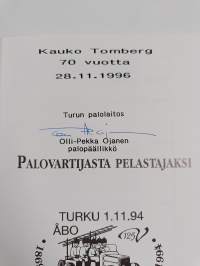 Kauko Tomberg
70 vuotta
28.11.1996
Turun palolaitos
Olli-Pekka Ojanen
palopäällikkö
PALOVARTIJASTA PELASTAJAKSI
TURKU 1.11.94
ÅBO
125V